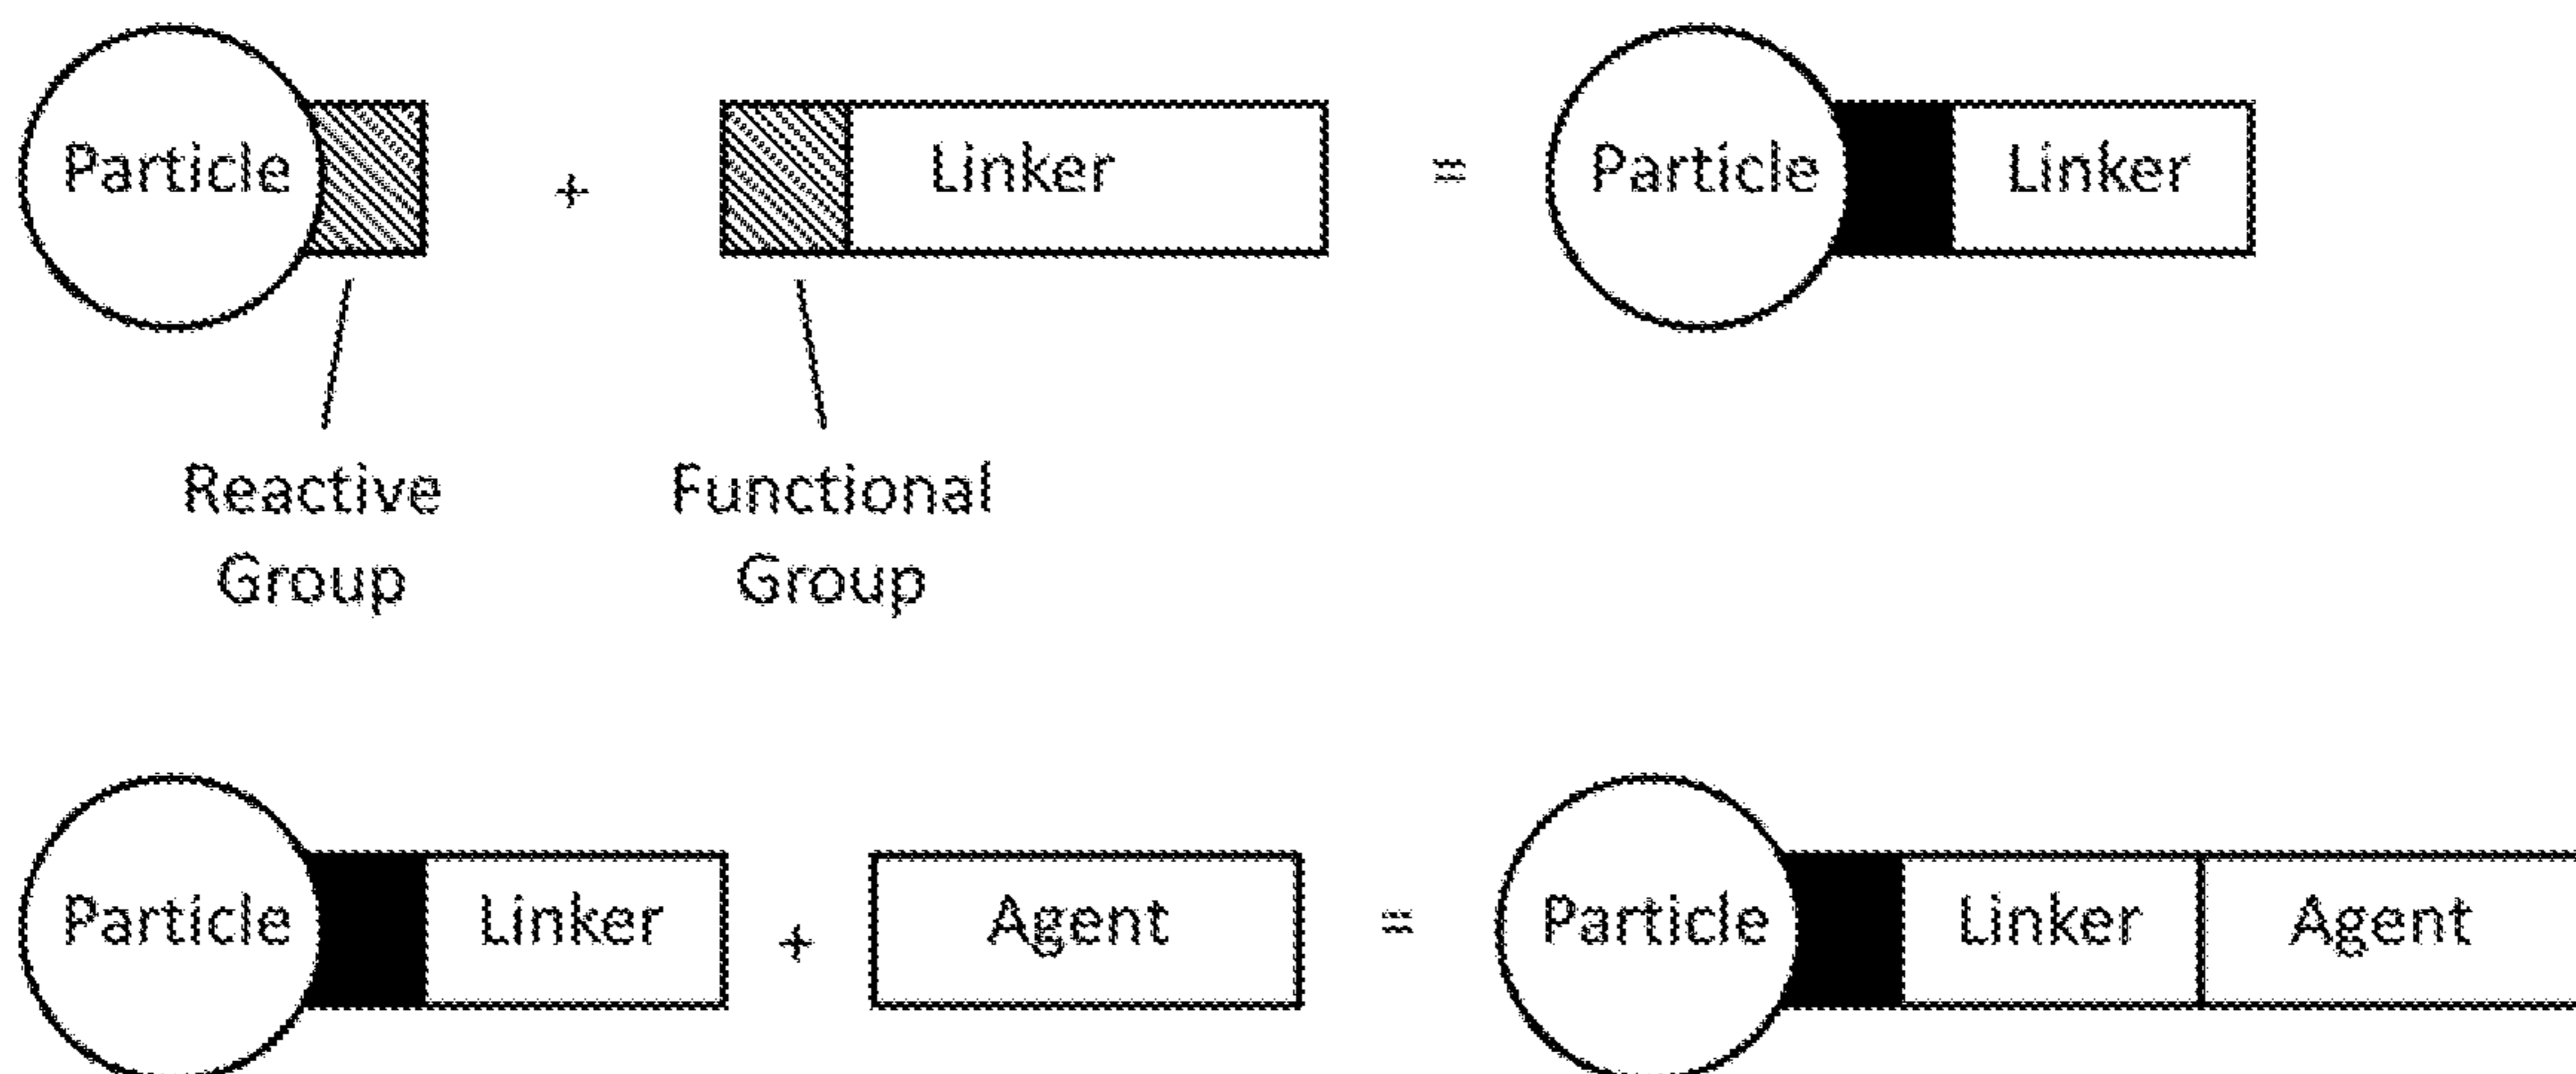 Particle + Linker = Particle Linker
Reactive Functional
Group Group
Particle Linker + Agent = Particle Linker Agent